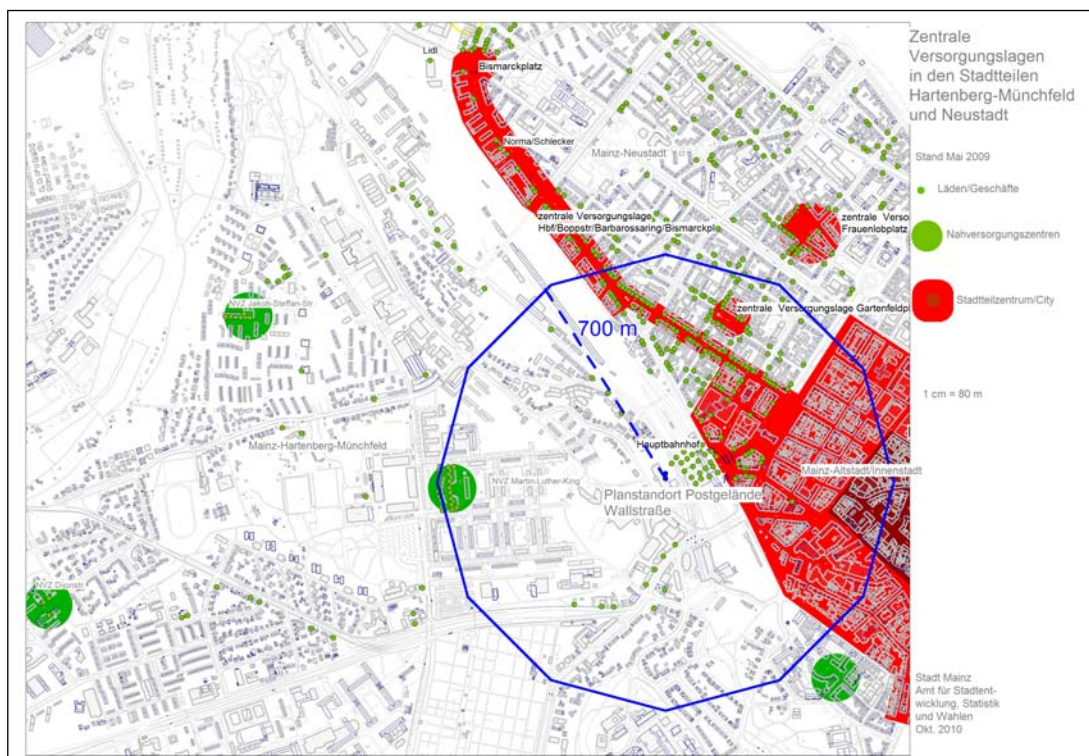 Zentrale
Versorgungslagen
in den Stadtteilen
Hartenberg-Münchfeld
und Neustadt
Stand Mai 2009
Läden/Geschäfte
Nahversorgungszentren
Stadtteilzentrum/City
1 cm = 80 m
Lidl
Bismarckplatz
Norma/Schlecker
Mainz-Neustadt
zentrale Versorgungslage
Hbf/Boppstr/Barbarossaring/Bismarckpl
zentrale Verso
Frauenlobplatz
NVZ Jakob-Steffan-Str.
zentrale Versorgungslage Gartenfeldpl
700 m
Mainz-Hartenberg-Münchfeld
Hauptbahnhof
Mainz-Altstadt/Innenstadt
NVZ Martin-Luther-King
Planstandort Postgelände
Wallstraße
NVZ Dijonstr
Stadt Mainz
Amt für Stadtent-
wicklung, Statistik
und Wahlen
Okt. 2010